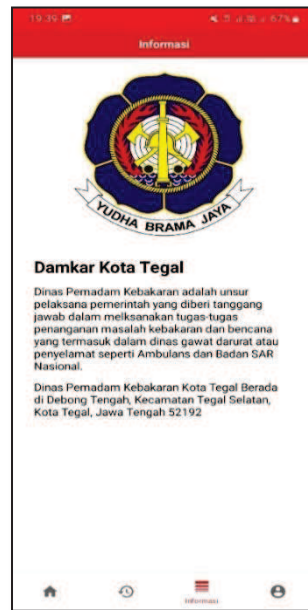 19.39
67%
Informasi
YUDHA BRAMA JAYA
Damkar Kota Tegal
Dinas Pemadam Kebakaran adalah unsur
pelaksana pemerintah yang diberi tanggang
jawab dalam melksanakan tugas-tugas
penanganan masalah kebakaran dan bencana
yang termasuk dalam dinas gawat darurat atau
penyelamat seperti Ambulans dan Badan SAR
Nasional.
Dinas Pemadam Kebakaran Kota Tegal Berada
di Debong Tengah, Kecamatan Tegal Selatan,
Kota Tegal, Jawa Tengah 52192
Informasi